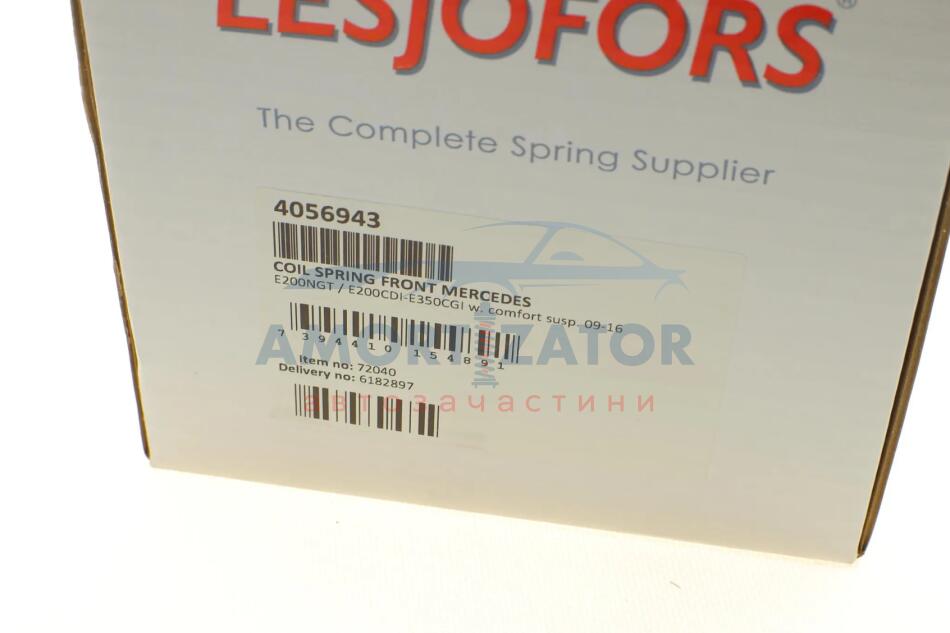 LESJOFORS®
The Complete Spring Supplier
4056943
COIL SPRING FRONT MERCEDES
E200NGT / E200CDI-E350CGI w. comfort susp. 09-16
7 394410 154891
AMORTIZATOR
Item no: 72040
Delivery no: 6182897
автозачастини